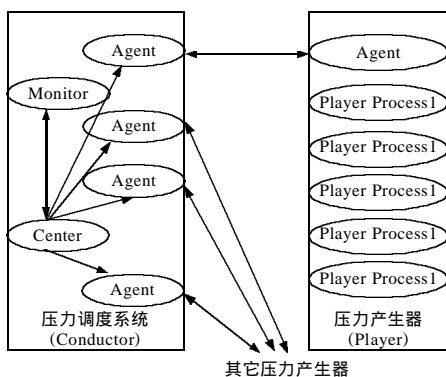 Agent
Monitor
Agent
Agent
Center
Agent
压力调度系统
(Conductor)
Agent
Player Process1
Player Process1
Player Process1
Player Process1
Player Process1
压力产生器
(Player)
其它压力产生器